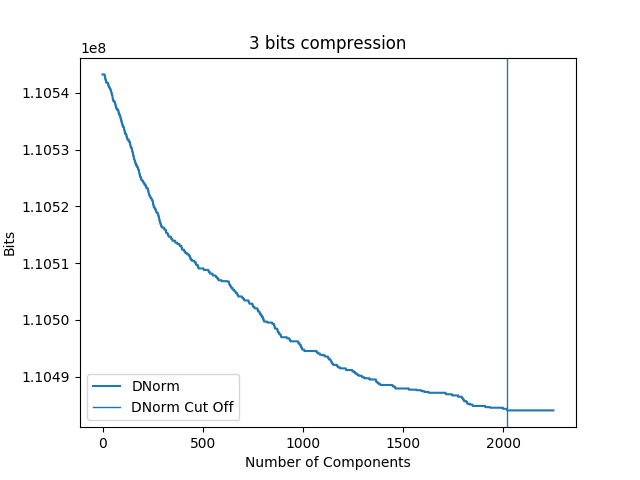 3 bits compression
1e8
1.1054
1.1053
1.1052
1.1051
1.1050
1.1049
Bits
DNorm
DNorm Cut Off
0 500 1000 1500 2000
Number of Components